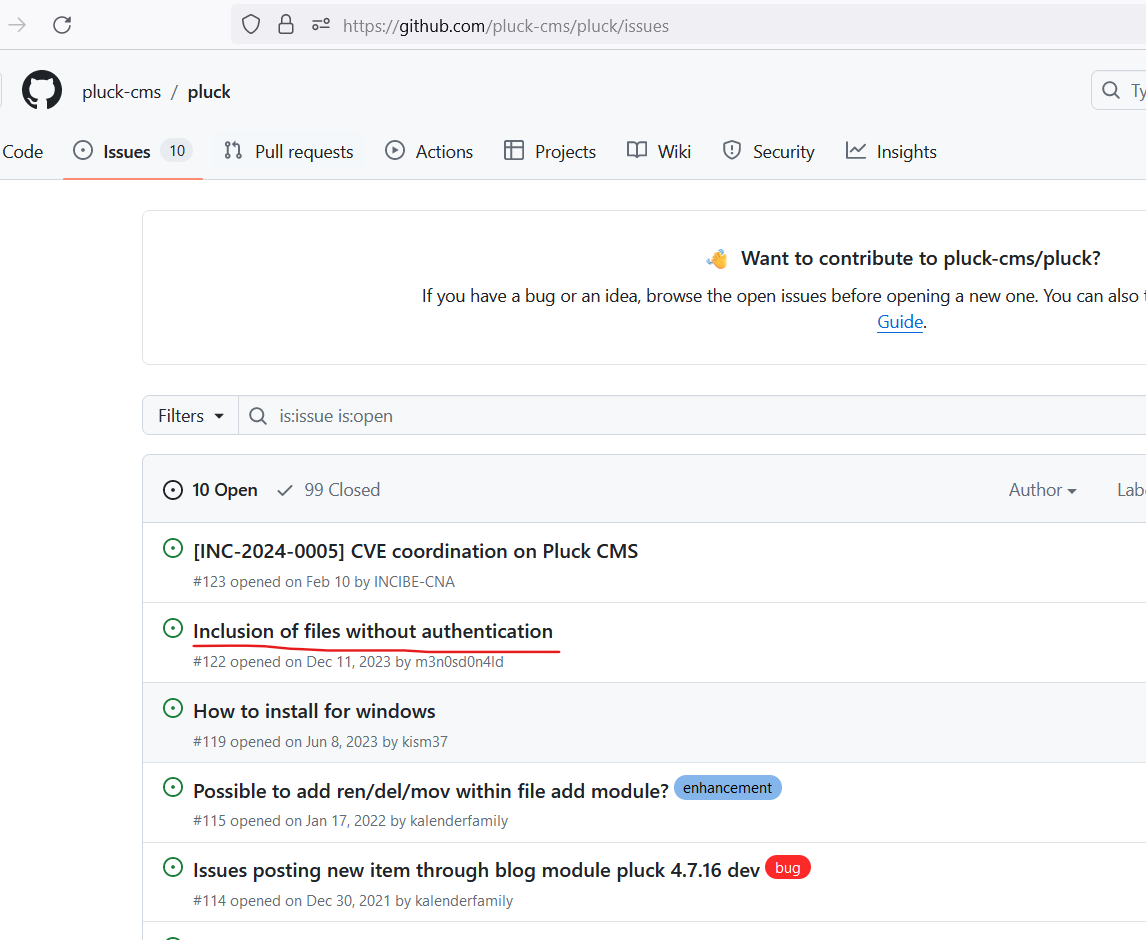 https://github.com/pluck-cms/pluck/issues
pluck-cms / pluck
Code Issues 10 Pull requests Actions Projects Wiki Security Insights
Want to contribute to pluck-cms/pluck?
If you have a bug or an idea, browse the open issues before opening a new one. You can also
Guide.
Filters is:issue is:open
10 Open 99 Closed Author
[INC-2024-0005] CVE coordination on Pluck CMS
#123 opened on Feb 10 by INCIBE-CNA
Inclusion of files without authentication
#122 opened on Dec 11, 2023 by m3n0sd0n4ld
How to install for windows
#119 opened on Jun 8, 2023 by kism37
Possible to add ren/del/mov within file add module? enhancement
#115 opened on Jan 17, 2022 by kalenderfamily
Issues posting new item through blog module pluck 4.7.16 dev bug
#114 opened on Dec 30, 2021 by kalenderfamily